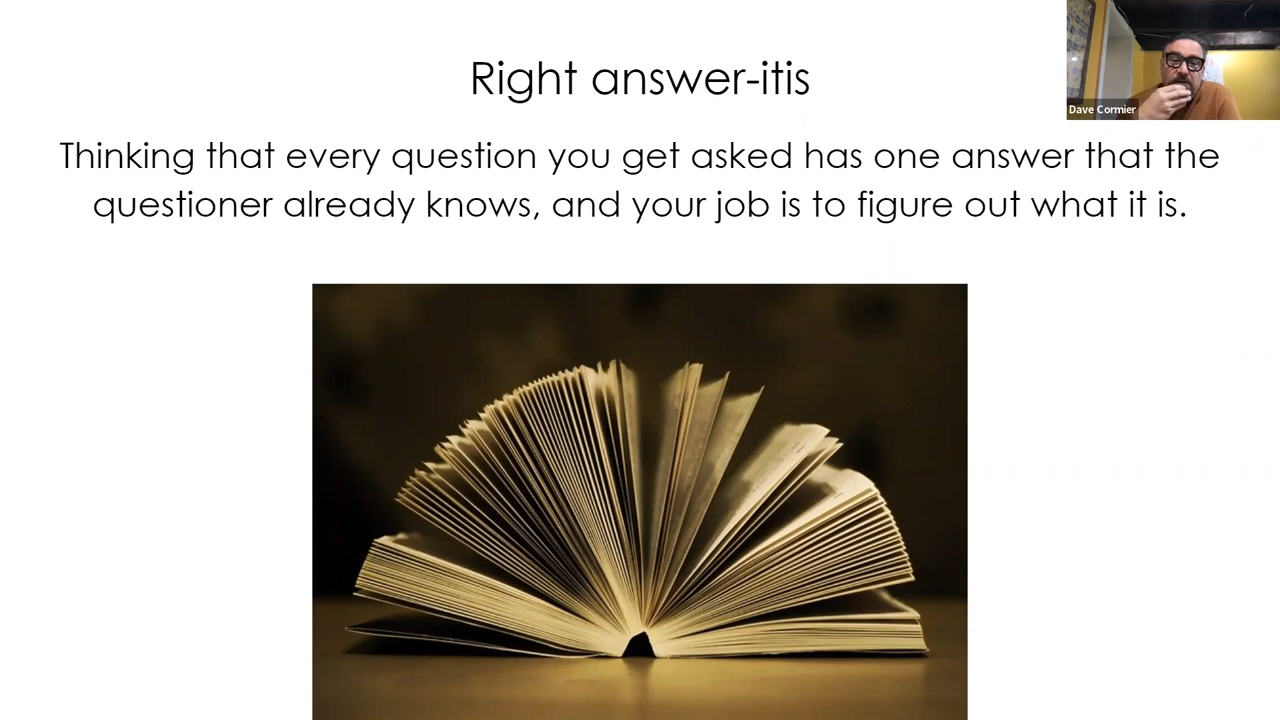 Right answer-itis
Dave Cormier
Thinking that every question you get asked has one answer that the
questioner already knows, and your job is to figure out what it is.